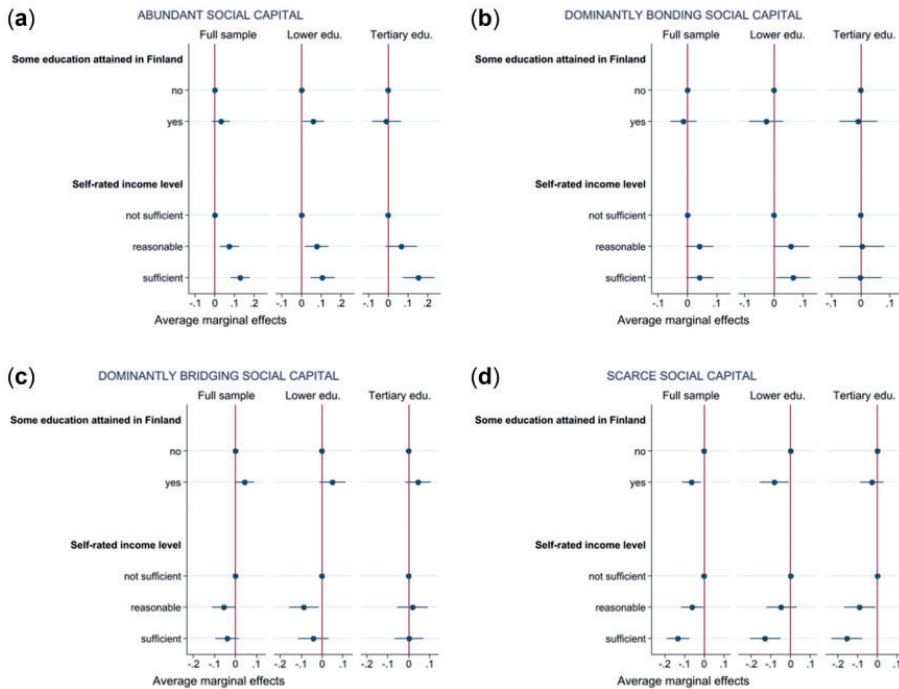 (a)
ABUNDANT SOCIAL CAPITAL
Full sample Lower edu. Tertiary edu.
Some education attained in Finland
no
yes
Self-rated income level
not sufficient
reasonable
sufficient
-.1 0 .1 .2 -.1 0 .1 .2 -.1 0 .1 .2
Average marginal effects
(b)
DOMINANTLY BONDING SOCIAL CAPITAL
Full sample Lower edu. Tertiary edu.
Some education attained in Finland
no
yes
Self-rated income level
not sufficient
reasonable
sufficient
-.1 0 .1 -.1 0 .1 -.1 0 .1
Average marginal effects
(c)
DOMINANTLY BRIDGING SOCIAL CAPITAL
Full sample Lower edu. Tertiary edu.
Some education attained in Finland
no
yes
Self-rated income level
not sufficient
reasonable
sufficient
-.2 -.1 0 .1 -.2 -.1 0 .1 -.2 -.1 0 .1
Average marginal effects
(d)
SCARCE SOCIAL CAPITAL
Full sample Lower edu. Tertiary edu.
Some education attained in Finland
no
yes
Self-rated income level
not sufficient
reasonable
sufficient
-.2 -.1 0 .1 -.2 -.1 0 .1 -.2 -.1 0 .1
Average marginal effects